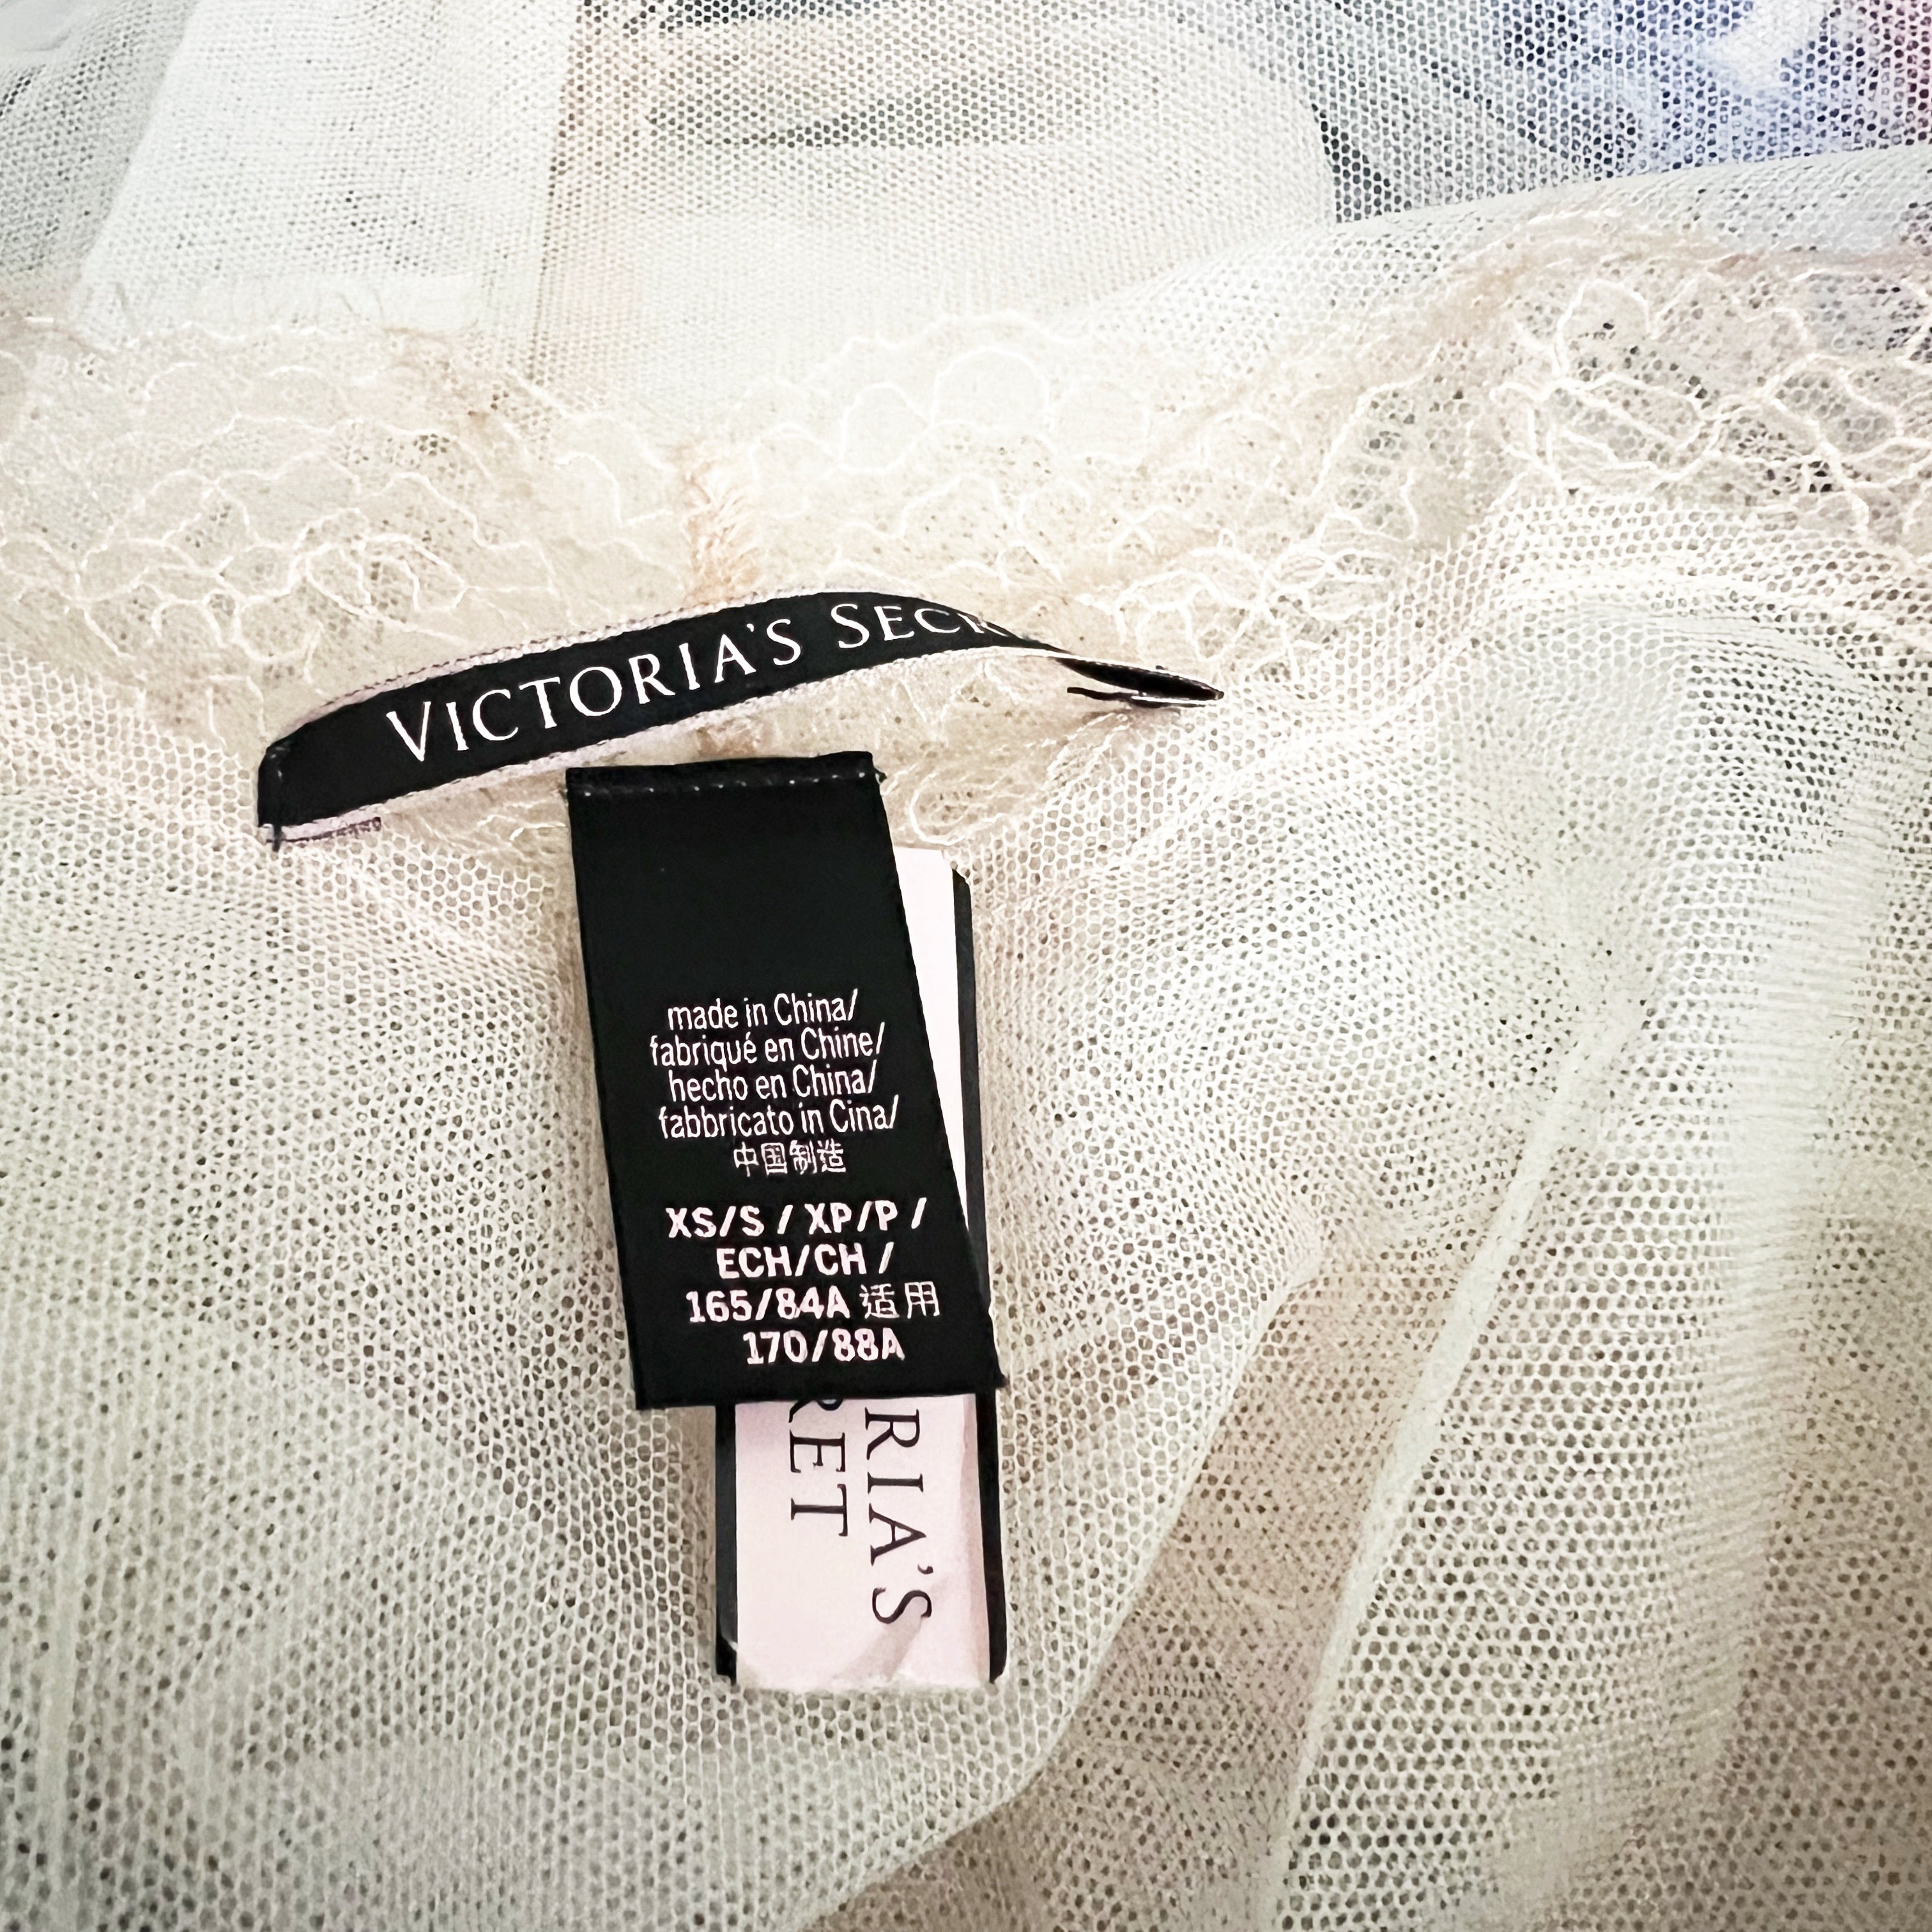 VICTORIA'S SECR
made in China/
fabriqué en Chine/
hecho en China/
fabbricato in Cina/
中国制造
XS/S / XP/P /
ECH/CH /
165/84A 适用
170/88A
RIA'S
RET